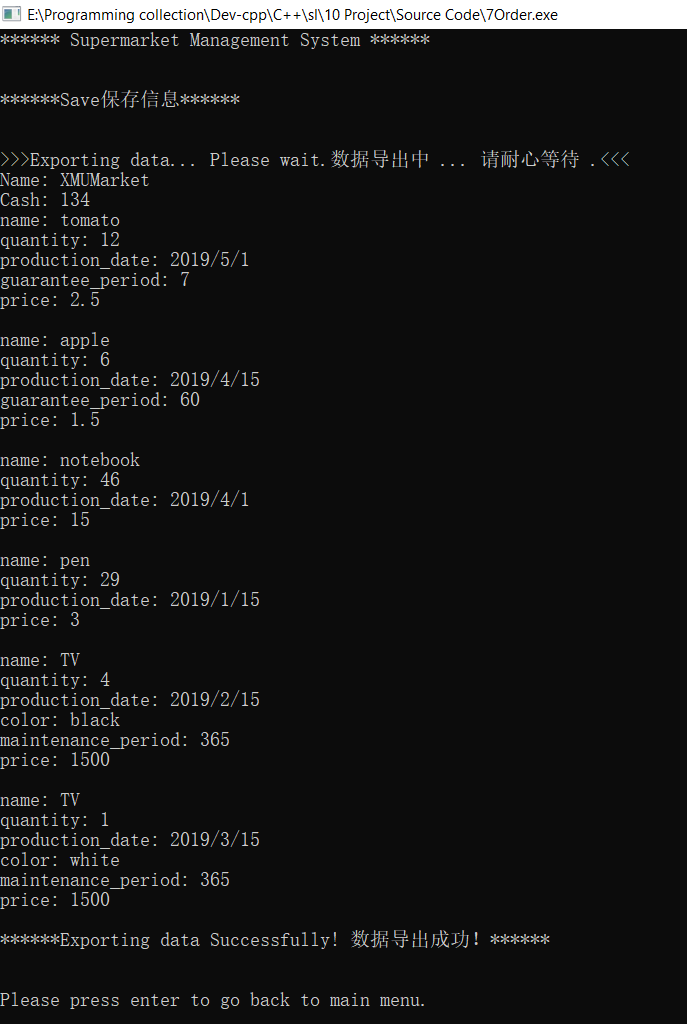 E:\Programming collection\Dev-cpp\C++\sl\10 Project\Source Code\7Order.exe
****** Supermarket Management System ******
******Save保存信息******
>>>Exporting data... Please wait.数据导出中 ... 请耐心等待 .<<<
Name: XMUMarket
Cash: 134
name: tomato
quantity: 12
production_date: 2019/5/1
guarantee_period: 7
price: 2.5
name: apple
quantity: 6
production_date: 2019/4/15
guarantee_period: 60
price: 1.5
name: notebook
quantity: 46
production_date: 2019/4/1
price: 15
name: pen
quantity: 29
production_date: 2019/1/15
price: 3
name: TV
quantity: 4
production_date: 2019/2/15
color: black
maintenance_period: 365
price: 1500
name: TV
quantity: 1
production_date: 2019/3/15
color: white
maintenance_period: 365
price: 1500
******Exporting data Successfully! 数据导出成功! ******
Please press enter to go back to main menu.